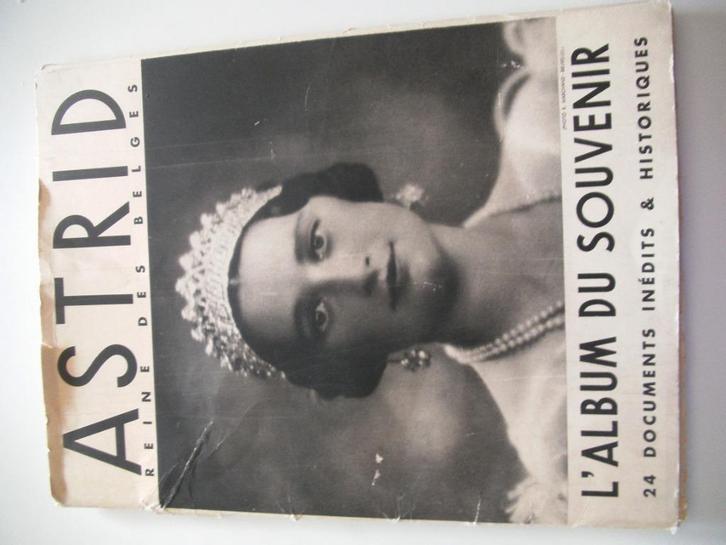 ASTRID
REINE DES BELGES
L'ALBUM DU SOUVENIR
24 DOCUMENTS INÉDITS & HISTORIQUES